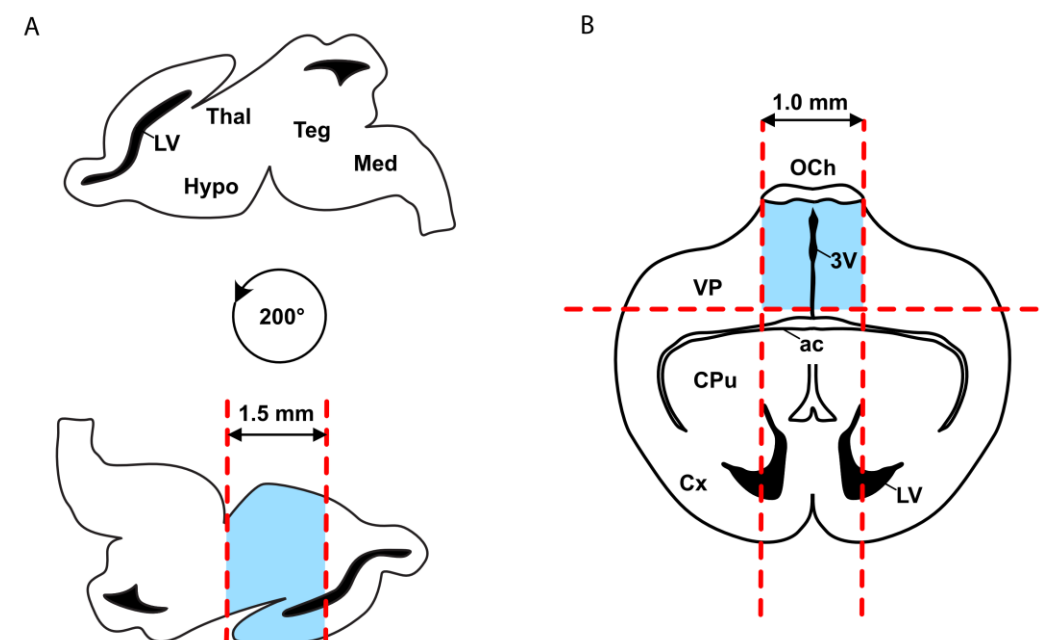 A
Thal
LV
Teg
Med
Hypo
200°
1.5 mm
B
1.0 mm
OCh
3V
VP
ac
CPu
Cx
LV